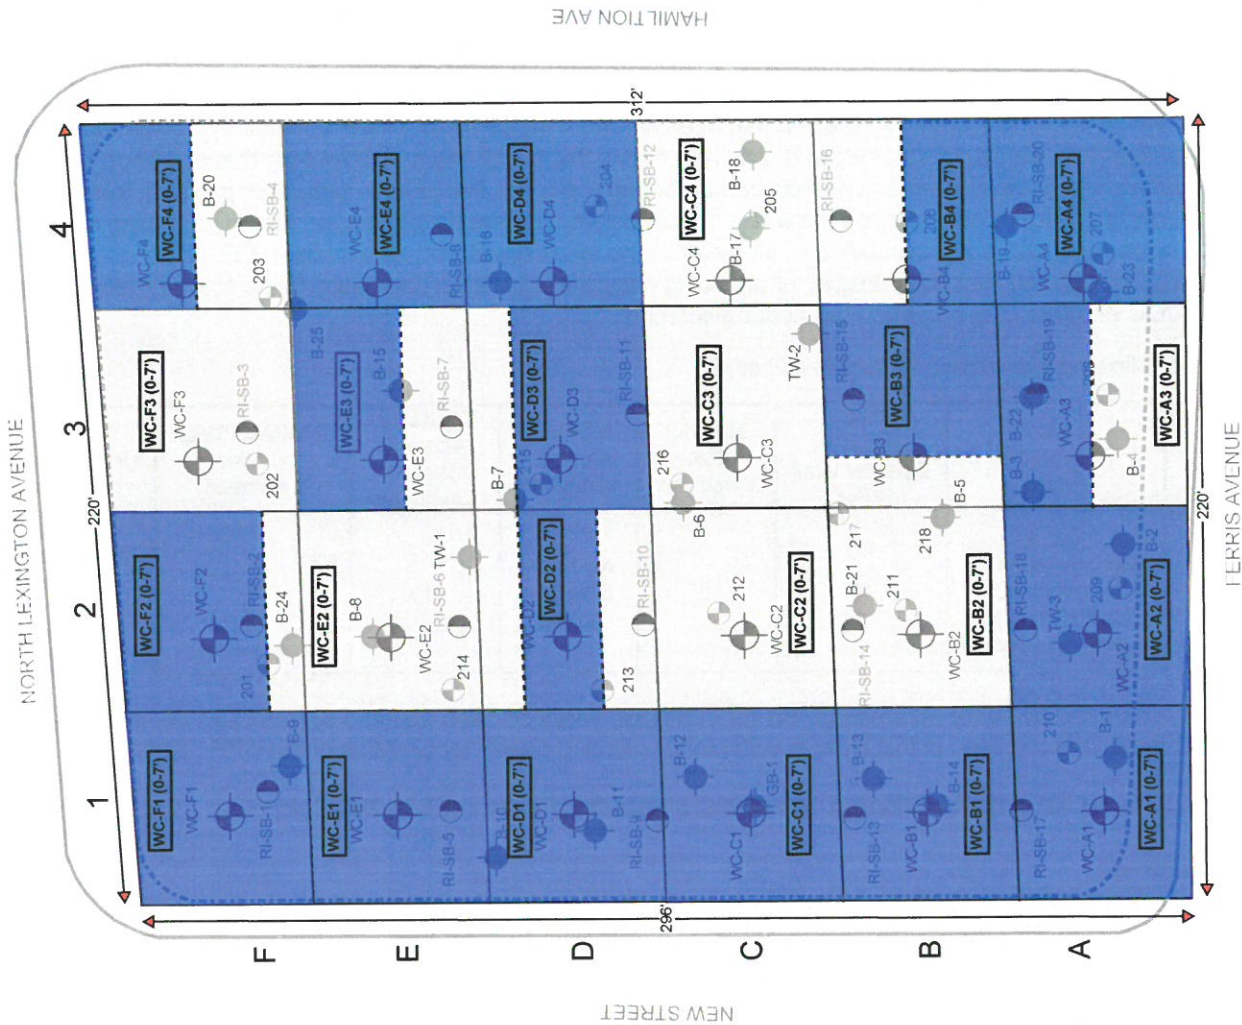 HAMILTION AVE
NORTH LEXINGTON AVENUE
312'
220'
4
3
2
1
WC-F4
WC-F4 (0-7')
B-20
RI-SB-4
203
WC-E4
WC-E4 (0-7')
RI-SB-8
B-16
WC-D4 (0-7')
WC-D4
204
RI-SB-12
WC-C4 (0-7')
WC-C4
B-17
B-18
205
RI-SB-16
206
WC-B4
WC-B4 (0-7')
B-19
RI-SB-20
WC-A4
WC-A4 (0-7')
207
B-23
WC-F3 (0-7')
WC-F3
RI-SB-3
202
B-25
WC-E3 (0-7')
B-15
RI-SB-7
WC-E3
B-7
215
WC-D3 (0-7')
WC-D3
RI-SB-11
216
B-6
WC-C3 (0-7')
WC-C3
TW-2
RI-SB-15
WC-B3 (0-7')
WC-B3
B-22
RI-SB-19
B-3
WC-A3
208
B-4
WC-A3 (0-7')
WC-F2 (0-7')
WC-F2
RI-SB-2
201
B-24
WC-E2 (0-7')
B-8
WC-E2
RI-SB-6
TW-1
214
WC-D2
WC-D2 (0-7')
RI-SB-10
213
212
WC-C2
WC-C2 (0-7')
217
B-21
RI-SB-14
211
218
B-5
WC-B2
WC-B2 (0-7')
RI-SB-18
TW-3
209
B-2
WC-A2
WC-A2 (0-7')
WC-F1 (0-7')
WC-F1
RI-SB-1
B-9
WC-E1 (0-7')
WC-E1
RI-SB-5
B-10
WC-D1 (0-7')
WC-D1
B-11
RI-SB-9
B-12
WC-C1
GB-1
WC-C1 (0-7')
B-13
RI-SB-13
WC-B1
B-14
WC-B1 (0-7')
RI-SB-17
210
B-1
WC-A1
WC-A1 (0-7')
296'
220'
F
E
D
C
B
A
FERRIS AVENUE
NEW STREET